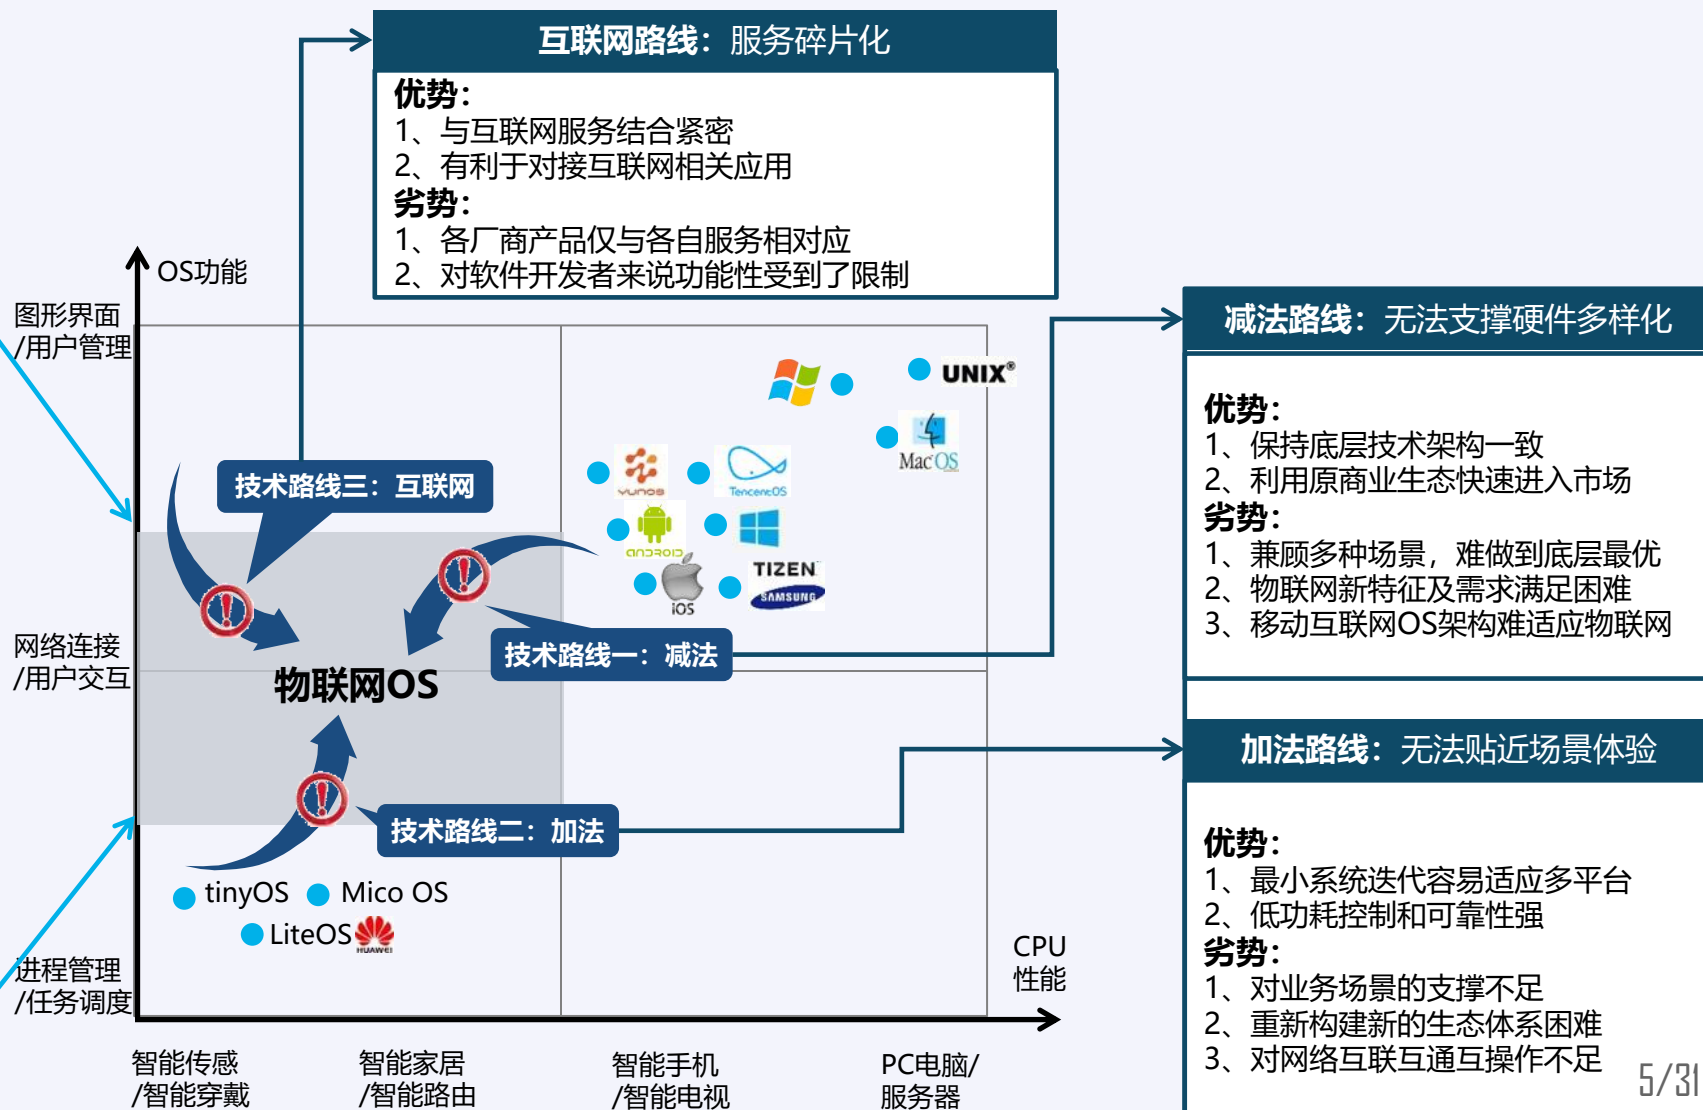 互联网路线：服务碎片化
优势：
1、与互联网服务结合紧密
2、有利于对接互联网相关应用
劣势：
1、各厂商产品仅与各自服务相对应
2、对软件开发者来说功能性受到了限制
OS功能
图形界面
/用户管理
网络连接
/用户交互
进程管理
/任务调度
技术路线三：互联网
技术路线一：减法
物联网OS
技术路线二：加法
UNIX®
Mac OS
YUNOS
TencentOS
ANDROID
iOS
TIZEN
SAMSUNG
tinyOS
Mico OS
LiteOS
HUAWEI
CPU
性能
智能传感
/智能穿戴
智能家居
/智能路由
智能手机
/智能电视
PC电脑/
服务器
减法路线：无法支撑硬件多样化
优势：
1、保持底层技术架构一致
2、利用原商业生态快速进入市场
劣势：
1、兼顾多种场景，难做到底层最优
2、物联网新特征及需求满足困难
3、移动互联网OS架构难适应物联网
加法路线：无法贴近场景体验
优势：
1、最小系统迭代容易适应多平台
2、低功耗控制和可靠性强
劣势：
1、对业务场景的支撑不足
2、重新构建新的生态体系困难
3、对网络互联互通互操作不足
5/31